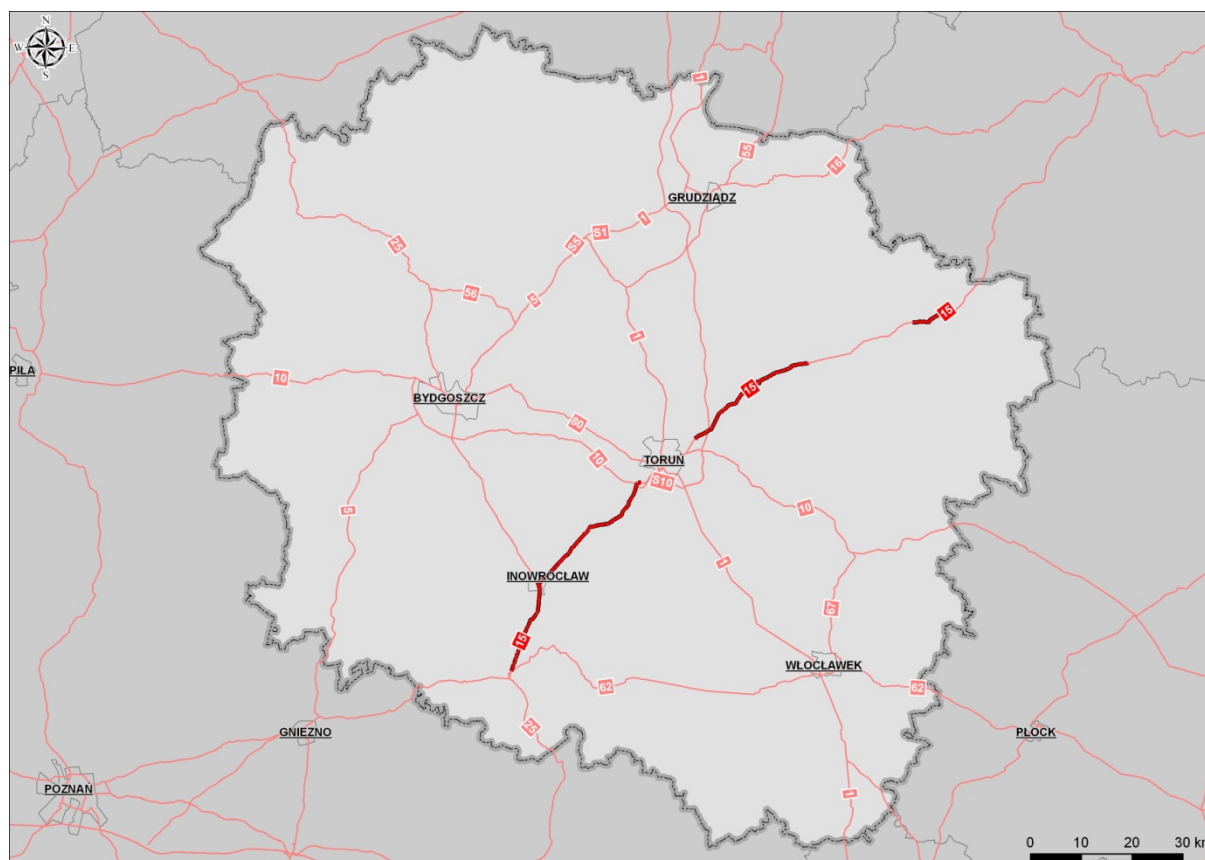 N
W E
S
1
55
16
GRUDZIĄDZ
1
S1
S5
25
56
5
1
15
PIŁA
10
BYDGOSZCZ
15
80
TORUŃ
10
S10
10
5
1
INOWROCŁAW
67
15
WŁOCŁAWEK
62
62
25
GNIEZNO
PŁOCK
POZNAŃ
1
0 10 20 30 km